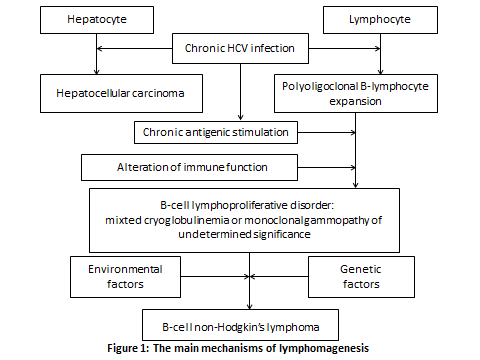 Hepatocyte
Lymphocyte
Chronic HCV infection
Hepatocellular carcinoma
Polyoligoclonal B-lymphocyte
expansion
Chronic antigenic stimulation
Alteration of immune function
B-cell lymphoproliferative disorder:
mixted cryoglobulinemia or monoclonal gammopathy of
undetermined significance
Environmental
factors
Genetic
factors
B-cell non-Hodgkin's lymphoma
Figure 1: The main mechanisms of lymphomagenesis